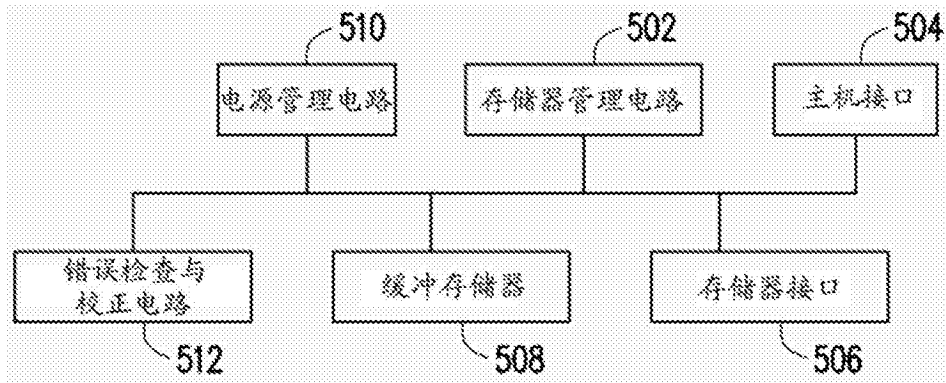 510
502
504
电源管理电路
存储器管理电路
主机接口
错误检查与
校正电路
缓冲存储器
存储器接口
512
508
506